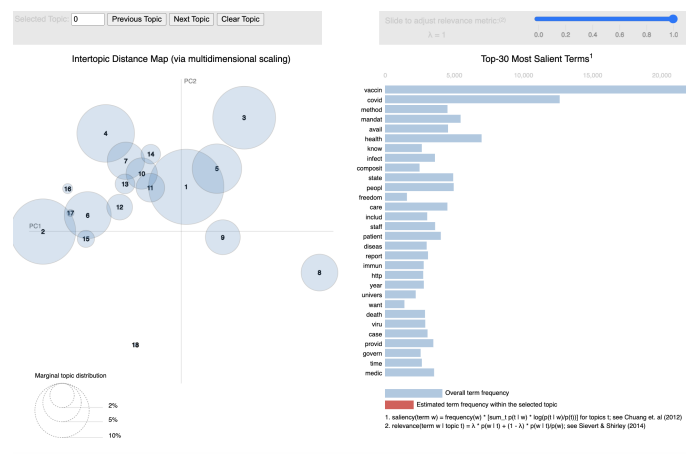 Selected Topic: 0 Previous Topic Next Topic Clear Topic
Slide to adjust relevance metric:(2)
λ = 1
0.0 0.2 0.4 0.6 0.8 1.0
Intertopic Distance Map (via multidimensional scaling)
PC2
PC1
3
4
14
7
5
10
13
11
1
16
12
17
6
2
15
9
8
18
Marginal topic distribution
2%
5%
10%
Top-30 Most Salient Terms1
0 5,000 10,000 15,000 20,000
vaccin
covid
method
mandat
avail
health
know
infect
composit
state
peopl
freedom
care
includ
staff
patient
diseas
report
immun
http
year
univers
want
death
viru
case
provid
govern
time
medic
Overall term frequency
Estimated term frequency within the selected topic
1. saliency(term w) = frequency(w) * [sum_t p(t | w) * log(p(t | w)/p(t))] for topics t; see Chuang et. al (2012)
2. relevance(term w | topic t) = λ * p(w | t) + (1 - λ) * p(w | t)/p(w); see Sievert & Shirley (2014)